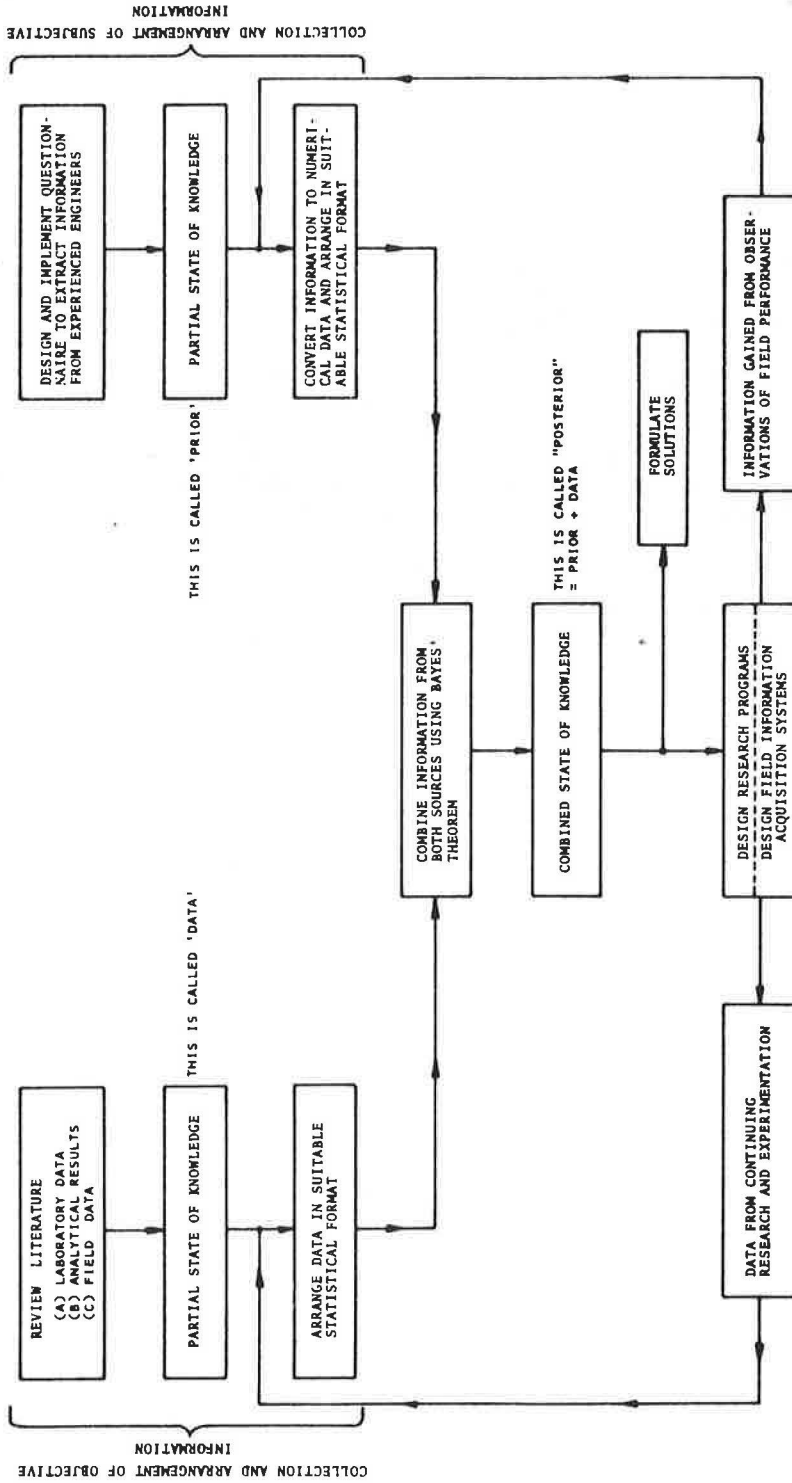 COLLECTION AND ARRANGEMENT OF OBJECTIVE
INFORMATION
REVIEW LITERATURE
(A) LABORATORY DATA
(B) ANALYTICAL RESULTS
(C) FIELD DATA
PARTIAL STATE OF KNOWLEDGE
THIS IS CALLED 'DATA'
ARRANGE DATA IN SUITABLE
STATISTICAL FORMAT
COLLECTION AND ARRANGEMENT OF SUBJECTIVE
INFORMATION
DESIGN AND IMPLEMENT QUESTION-
NAIRE TO EXTRACT INFORMATION
FROM EXPERIENCED ENGINEERS
PARTIAL STATE OF KNOWLEDGE
THIS IS CALLED 'PRIOR'
CONVERT INFORMATION TO NUMERI-
CAL DATA AND ARRANGE IN SUIT-
ABLE STATISTICAL FORMAT
COMBINE INFORMATION FROM
BOTH SOURCES USING BAYES'
THEOREM
COMBINED STATE OF KNOWLEDGE
THIS IS CALLED "POSTERIOR"
= PRIOR + DATA
FORMULATE
SOLUTIONS
DATA FROM CONTINUING
RESEARCH AND EXPERIMENTATION
DESIGN RESEARCH PROGRAMS
DESIGN FIELD INFORMATION
ACQUISITION SYSTEMS
INFORMATION GAINED FROM OBSER-
VATIONS OF FIELD PERFORMANCE